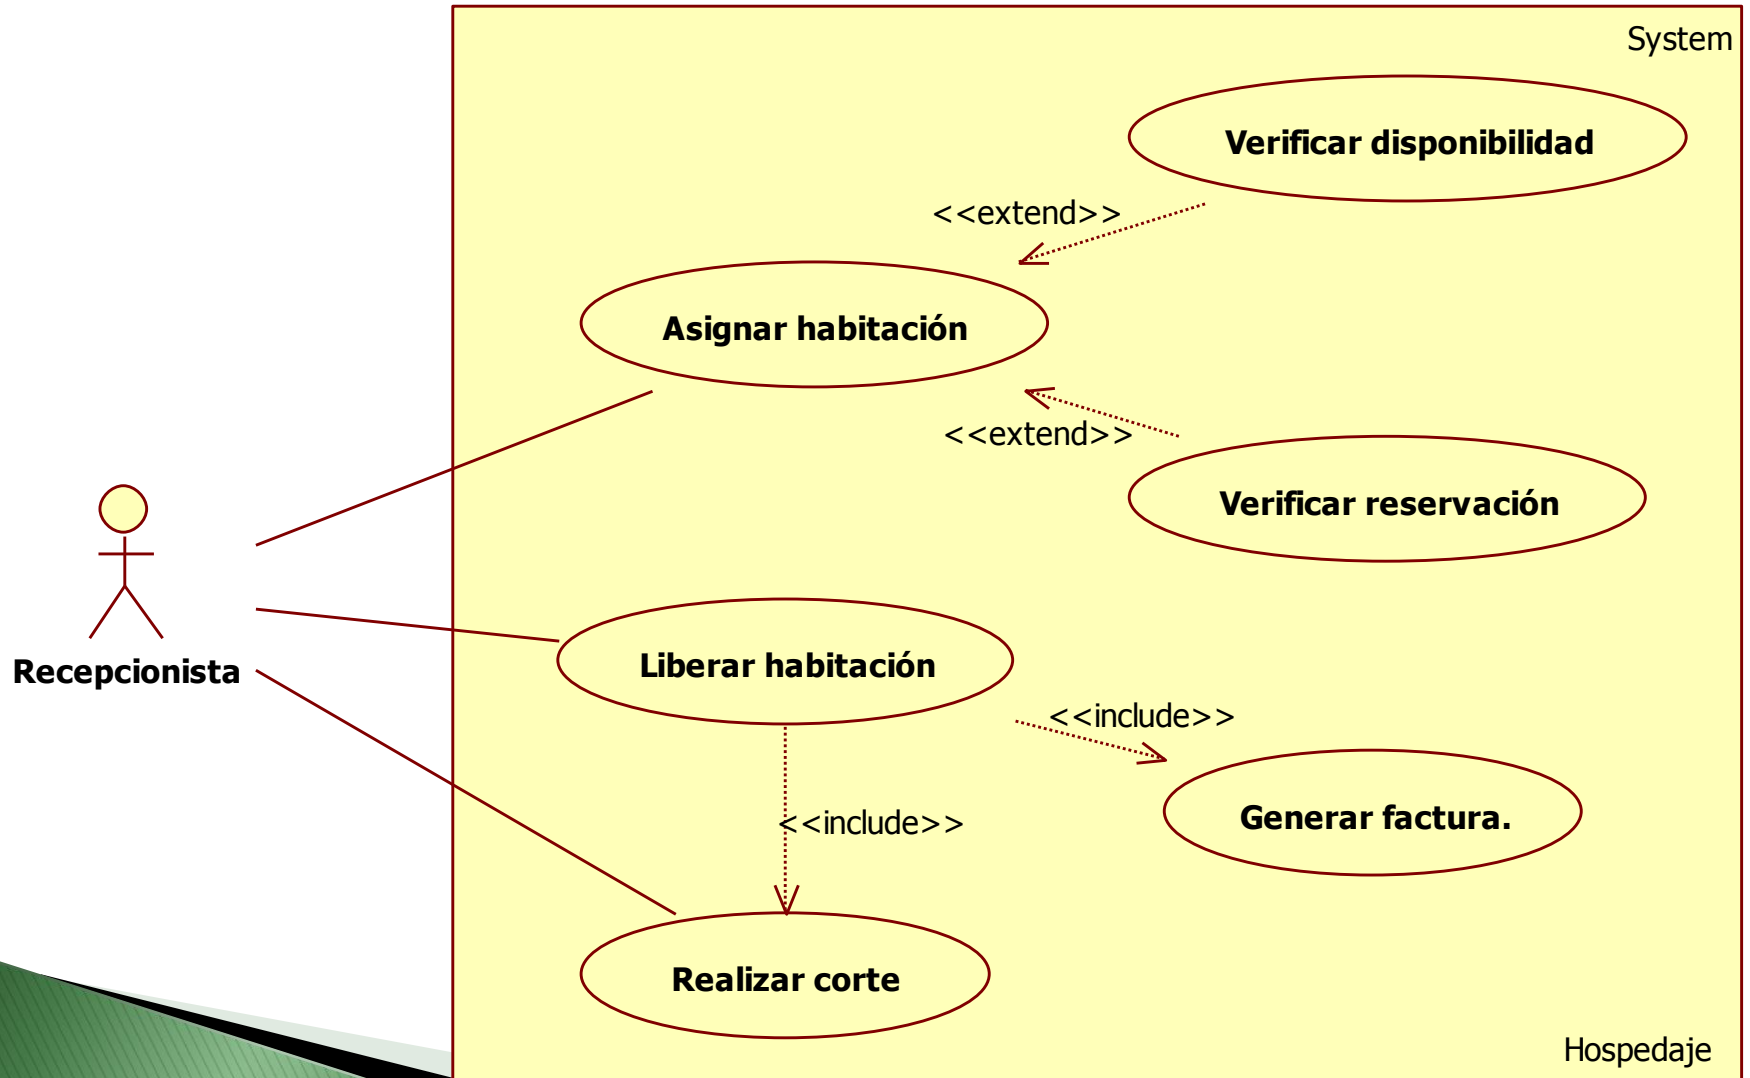 System
Verificar disponibilidad
<<extend>>
Asignar habitación
<<extend>>
Verificar reservación
Recepcionista
Liberar habitación
<<include>>
Generar factura.
<<include>>
Realizar corte
Hospedaje